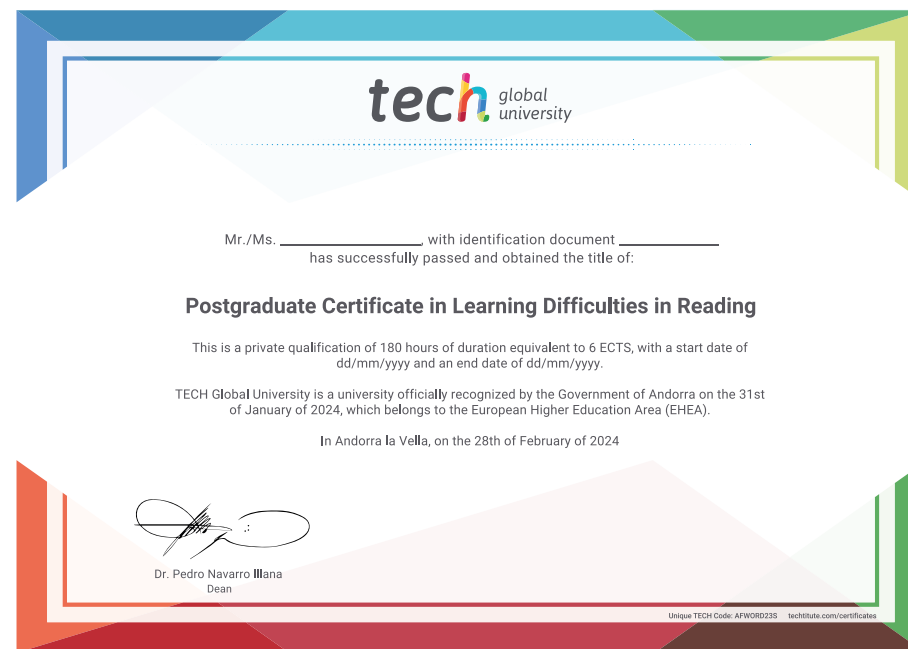 tech global university
Mr./Ms. ____________________, with identification document ______________
has successfully passed and obtained the title of:
Postgraduate Certificate in Learning Difficulties in Reading
This is a private qualification of 180 hours of duration equivalent to 6 ECTS, with a start date of
dd/mm/yyyy and an end date of dd/mm/yyyy.
TECH Global University is a university officially recognized by the Government of Andorra on the 31st
of January of 2024, which belongs to the European Higher Education Area (EHEA).
In Andorra la Vella, on the 28th of February of 2024
Dr. Pedro Navarro Illana
Dean
Unique TECH Code: AFWORD23S techtitute.com/certificates